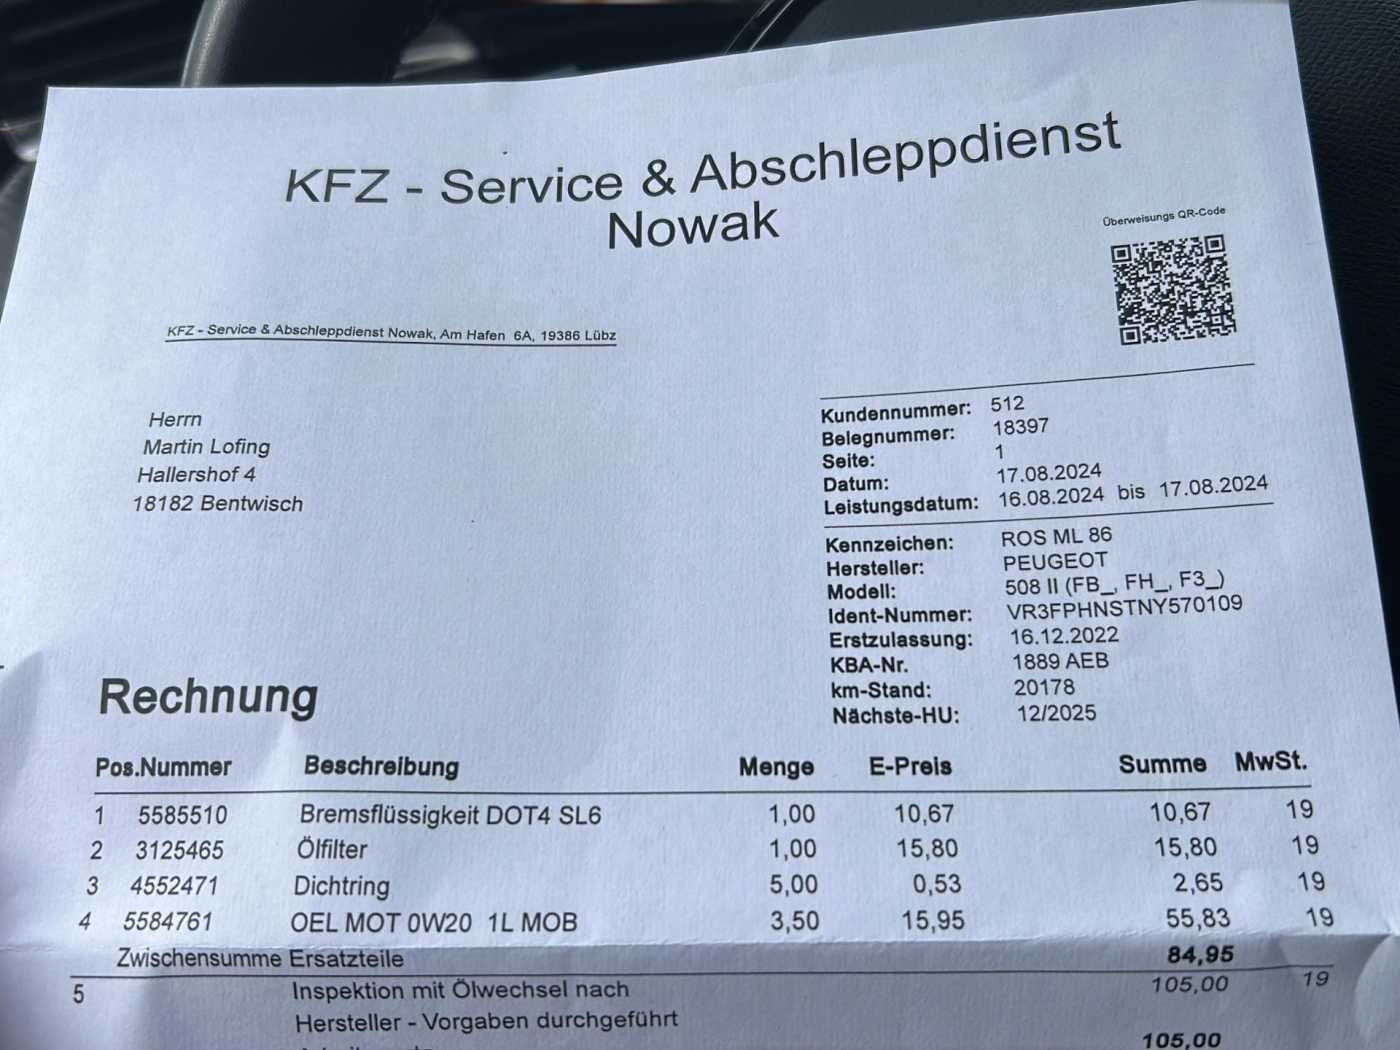 KFZ - Service & Abschleppdienst
Nowak
Überweisungs QR-Code
KFZ - Service & Abschleppdienst Nowak, Am Hafen 6A, 19386 Lübz
Herrn
Martin Lofing
Hallershof 4
18182 Bentwisch
Kundennummer: 512
Belegnummer: 18397
Seite: 1
Datum: 17.08.2024
Leistungsdatum: 16.08.2024 bis 17.08.2024
Kennzeichen: ROS ML 86
Hersteller: PEUGEOT
Modell: 508 II (FB_, FH_, F3_)
Ident-Nummer: VR3FPHNSTNY570109
Erstzulassung: 16.12.2022
KBA-Nr. 1889 AEB
km-Stand: 20178
Nächste-HU: 12/2025
Rechnung
Pos.Nummer Beschreibung Menge E-Preis Summe MwSt.
1 5585510 Bremsflüssigkeit DOT4 SL6 1,00 10,67 10,67 19
2 3125465 Ölfilter 1,00 15,80 15,80 19
3 4552471 Dichtring 5,00 0,53 2,65 19
4 5584761 OEL MOT 0W20 1L MOB 3,50 15,95 55,83 19
Zwischensumme Ersatzteile 84,95
5 Inspektion mit Ölwechsel nach 105,00 19
Hersteller - Vorgaben durchgeführt
105,00